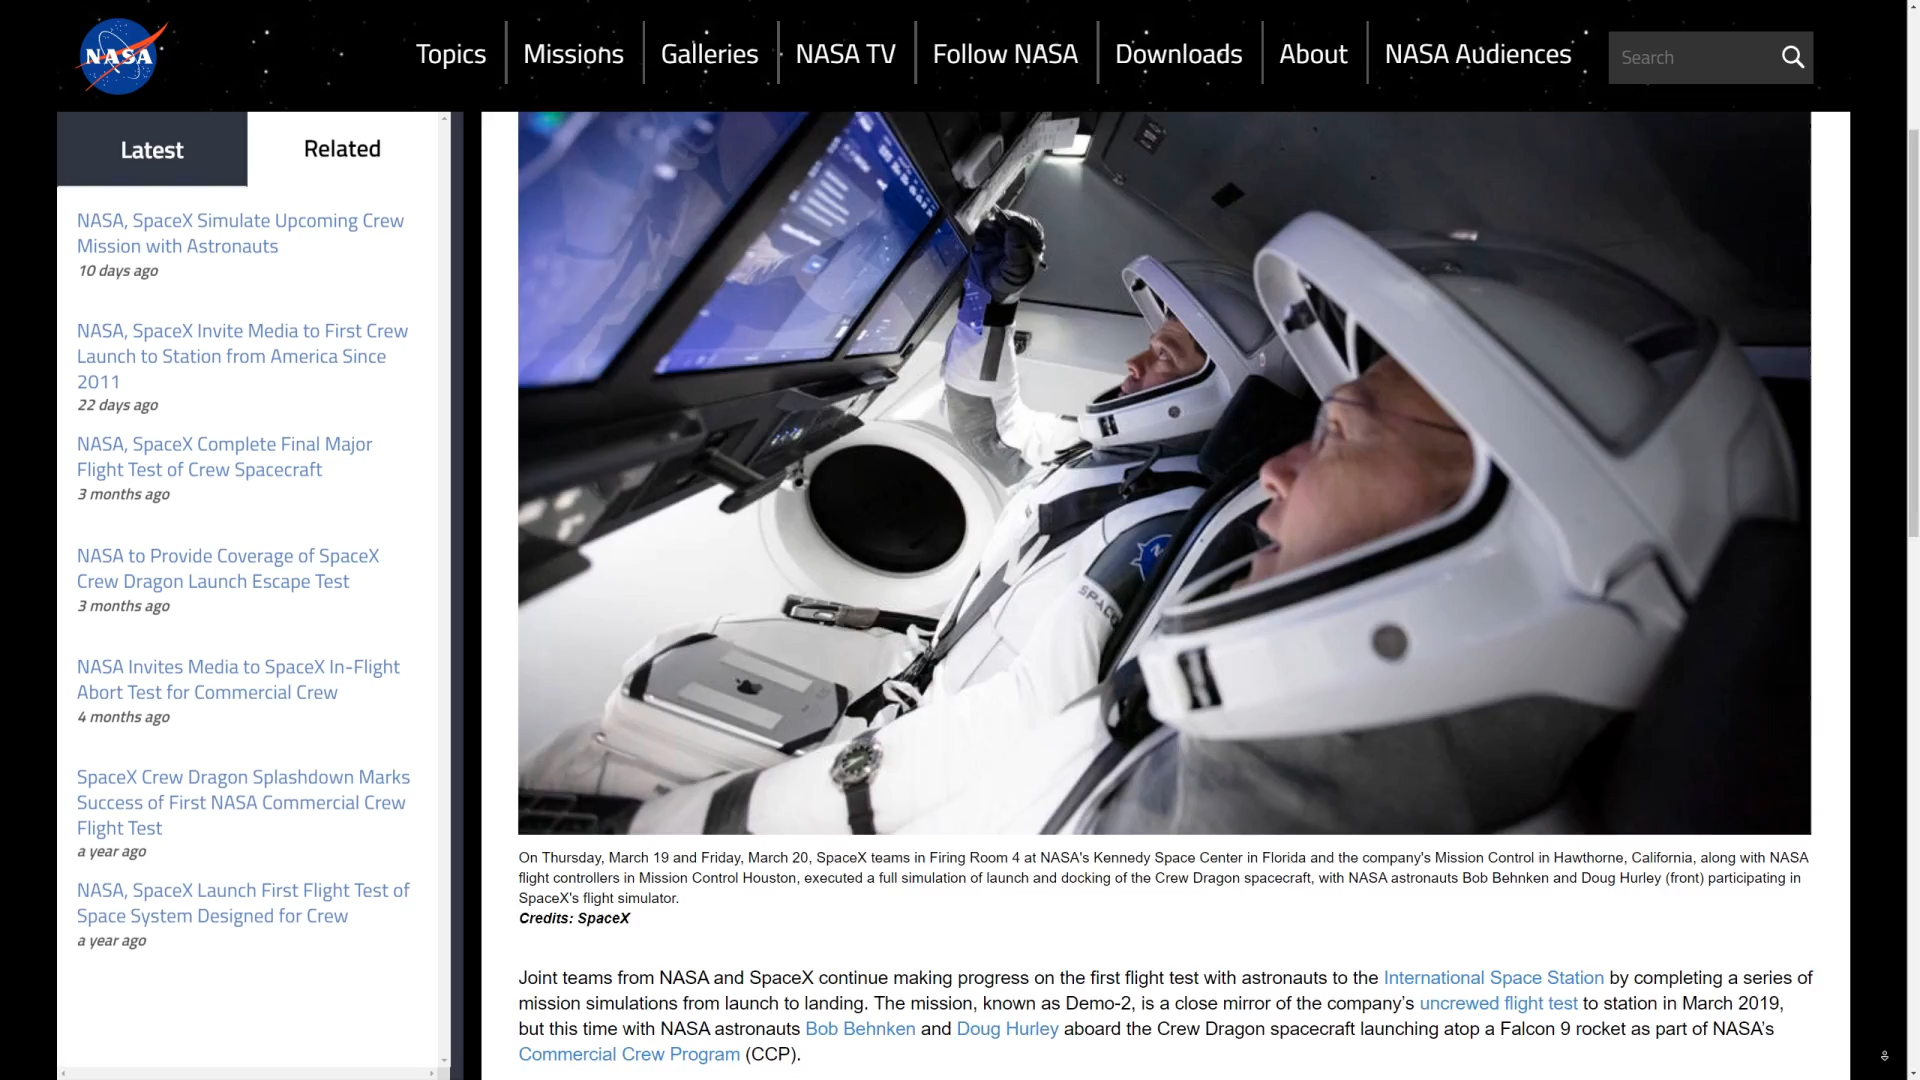 NASA
Topics
Missions
Galleries
NASA TV
Follow NASA
Downloads
About
NASA Audiences
Search
Latest
Related
NASA, SpaceX Simulate Upcoming Crew
Mission with Astronauts
10 days ago
NASA, SpaceX Invite Media to First Crew
Launch to Station from America Since
2011
22 days ago
NASA, SpaceX Complete Final Major
Flight Test of Crew Spacecraft
3 months ago
NASA to Provide Coverage of SpaceX
Crew Dragon Launch Escape Test
3 months ago
NASA Invites Media to SpaceX In-Flight
Abort Test for Commercial Crew
4 months ago
SpaceX Crew Dragon Splashdown Marks
Success of First NASA Commercial Crew
Flight Test
a year ago
NASA, SpaceX Launch First Flight Test of
Space System Designed for Crew
a year ago
On Thursday, March 19 and Friday, March 20, SpaceX teams in Firing Room 4 at NASA's Kennedy Space Center in Florida and the company's Mission Control in Hawthorne, California, along with NASA
flight controllers in Mission Control Houston, executed a full simulation of launch and docking of the Crew Dragon spacecraft, with NASA astronauts Bob Behnken and Doug Hurley (front) participating in
SpaceX's flight simulator.
Credits: SpaceX
Joint teams from NASA and SpaceX continue making progress on the first flight test with astronauts to the International Space Station by completing a series of
mission simulations from launch to landing. The mission, known as Demo-2, is a close mirror of the company’s uncrewed flight test to station in March 2019,
but this time with NASA astronauts Bob Behnken and Doug Hurley aboard the Crew Dragon spacecraft launching atop a Falcon 9 rocket as part of NASA’s
Commercial Crew Program (CCP).